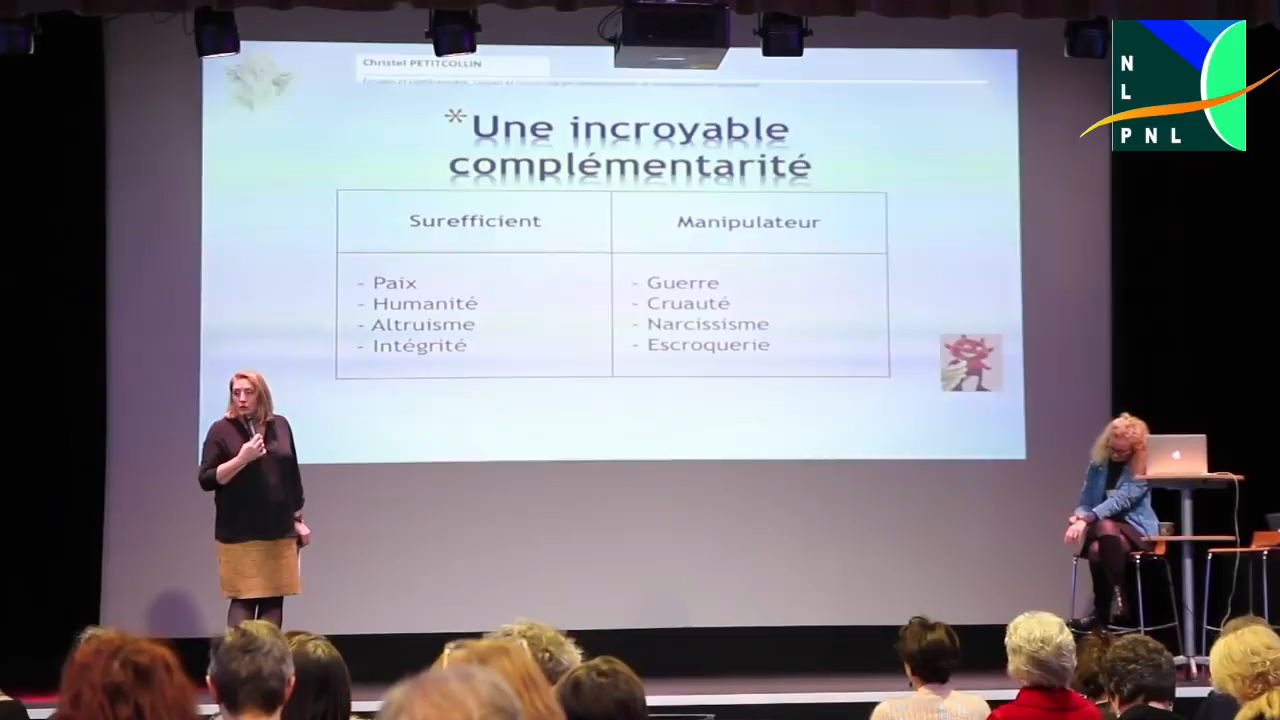 Christel PETITCOLLIN
*Une incroyable
complémentarité
Surefficient
Manipulateur
- Paix
- Humanité
- Altruisme
- Intégrité
- Guerre
- Cruauté
- Narcissisme
- Escroquerie
N
L
P N L